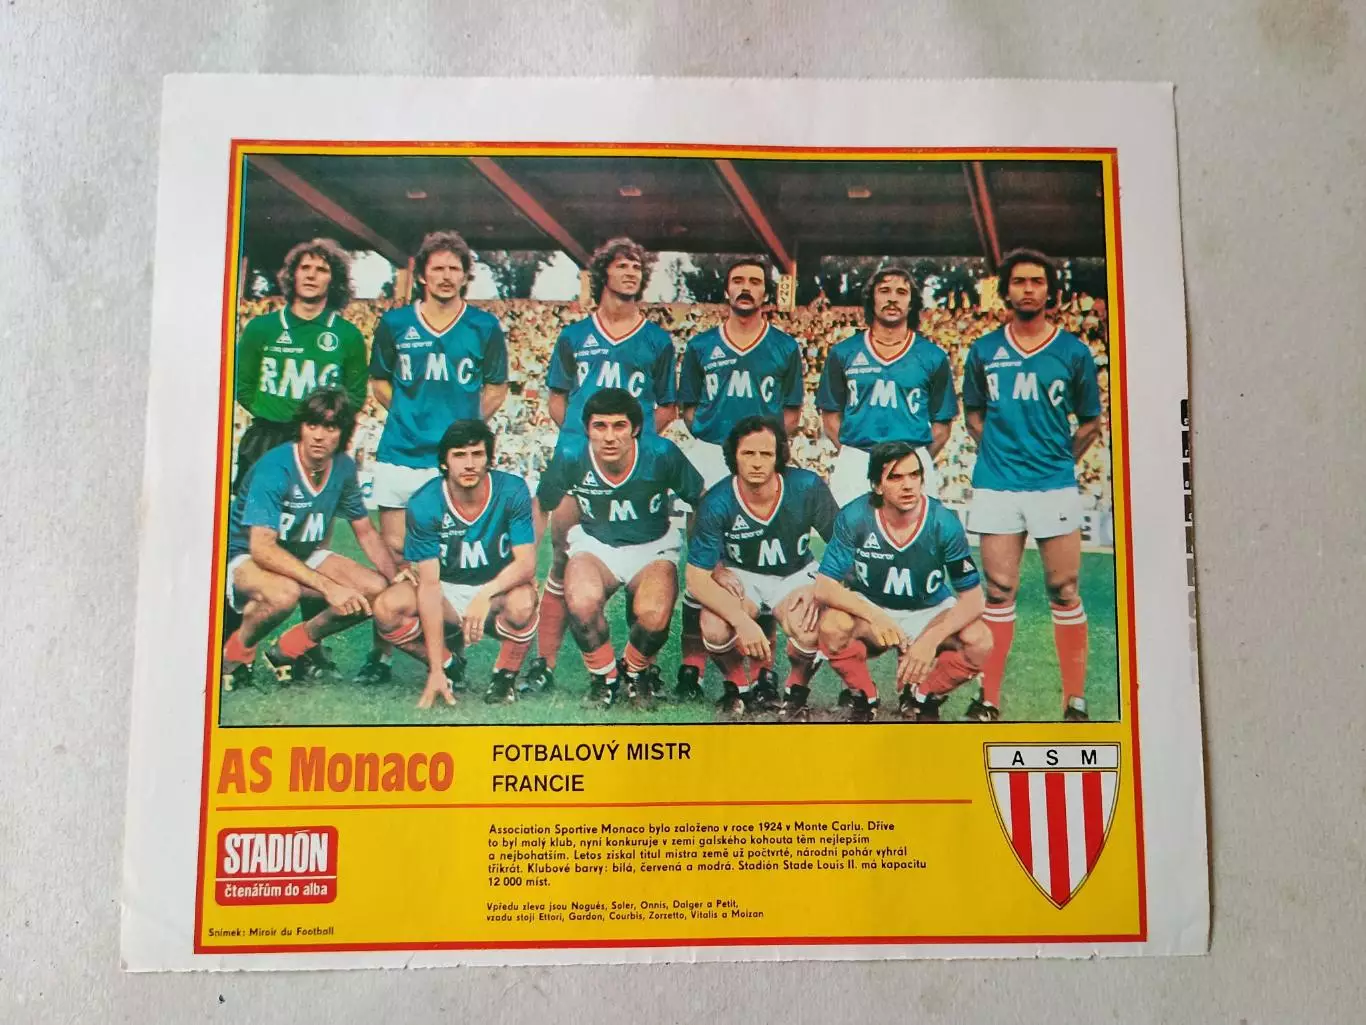 RMC
RMC
RMC
RMC
RMC
RMC
RM
RMC
RMC
RMC
RMC
AS Monaco
FOTBALOVÝ MISTR
FRANCIE
A S M
STADIÓN
čtenářům do alba
Association Sportive Monaco bylo založeno v roce 1924 v Monte Carlu. Dříve
to byl malý klub, nyní konkuruje v zemi galského kohouta těm nejlepším
a nejbohatším. Letos získal titul mistra země už počtvrté, národní pohár vyhrál
třikrát. Klubové barvy: bílá, červená a modrá. Stadión Stade Louis II. má kapacitu
12 000 míst.
Vpředu zleva jsou Nogués, Soler, Onnis, Dalger a Petit,
vzadu stojí Ettori, Gardon, Courbis, Zorzetto, Vitalis a Moizan
Snímek: Miroir du Football